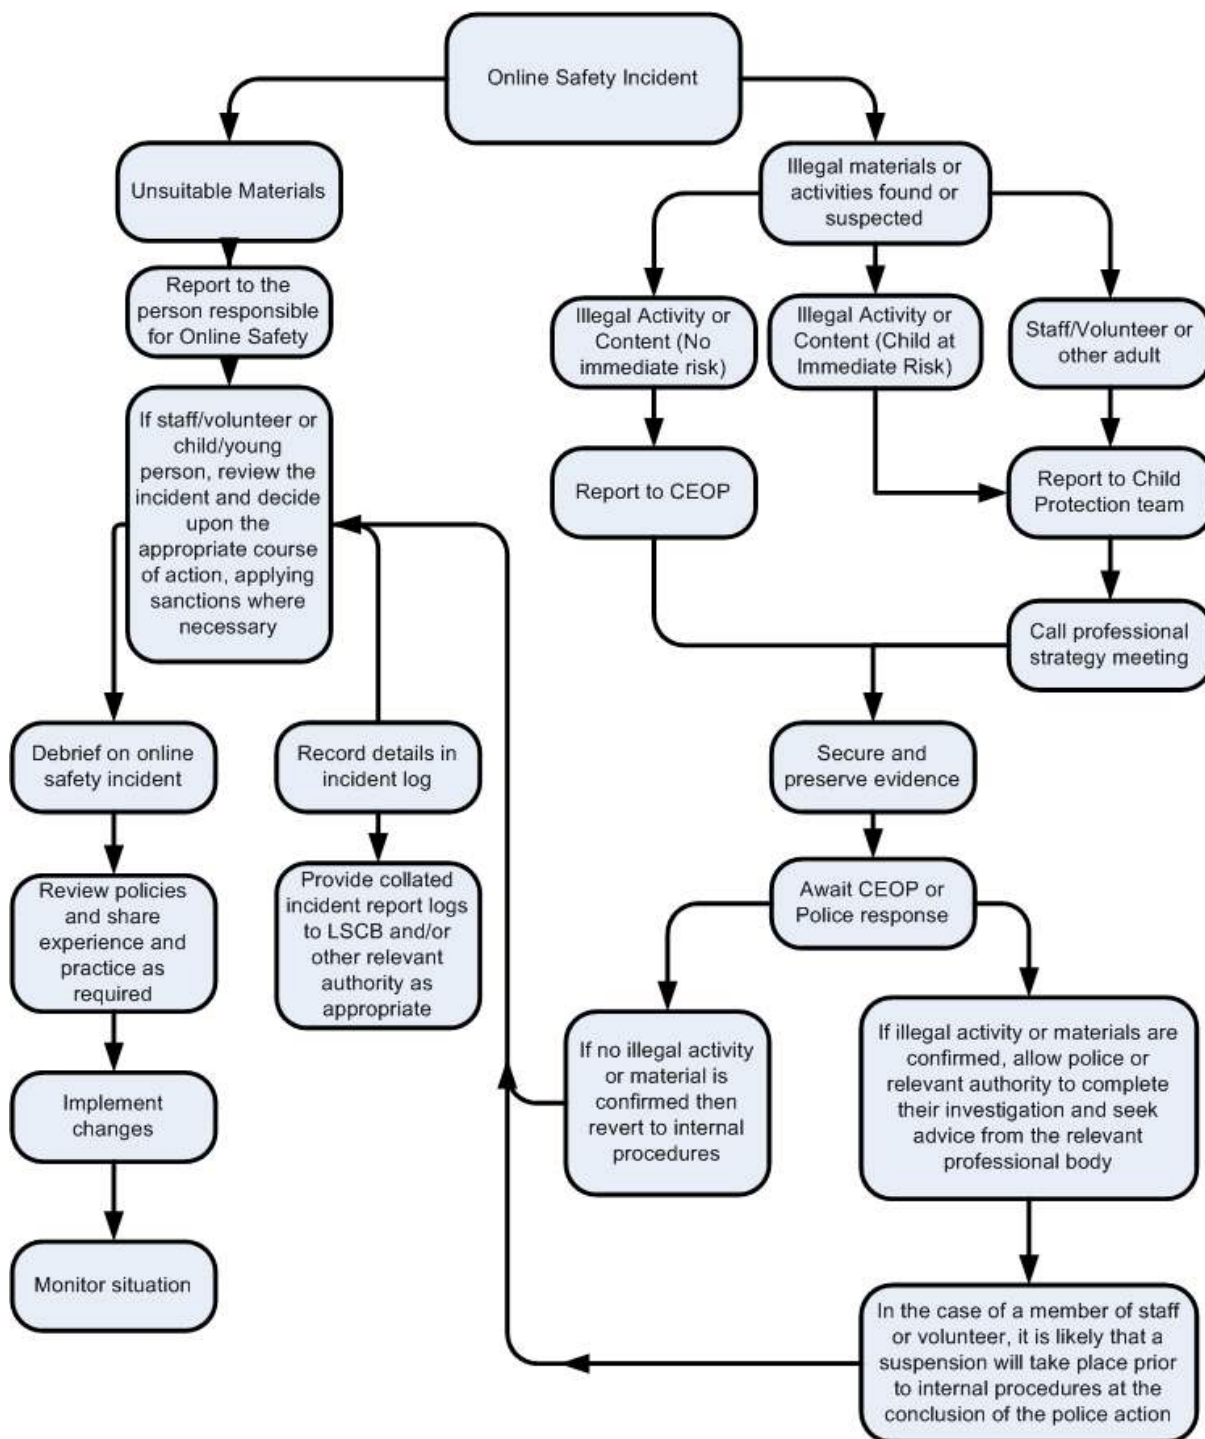 Online Safety Incident
Unsuitable Materials
Report to the
person responsible
for Online Safety
If staff/volunteer or
child/young
person, review the
incident and decide
upon the
appropriate course
of action, applying
sanctions where
necessary
Debrief on online
safety incident
Review policies
and share
experience and
practice as
required
Implement
changes
Monitor situation
Record details in
incident log
Provide collated
incident report logs
to LSCB and/or
other relevant
authority as
appropriate
Illegal materials or
activities found or
suspected
Illegal Activity or
Content (No
immediate risk)
Illegal Activity or
Content (Child at
Immediate Risk)
Staff/Volunteer or
other adult
Report to CEOP
Report to Child
Protection team
Call professional
strategy meeting
Secure and
preserve evidence
Await CEOP or
Police response
If no illegal activity
or material is
confirmed then
revert to internal
procedures
If illegal activity or materials are
confirmed, allow police or
relevant authority to complete
their investigation and seek
advice from the relevant
professional body
In the case of a member of staff
or volunteer, it is likely that a
suspension will take place prior
to internal procedures at the
conclusion of the police action